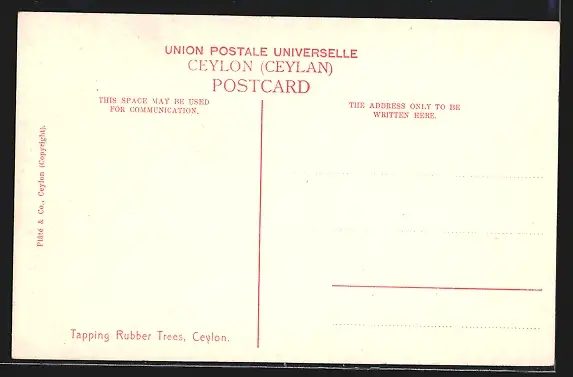 UNION POSTALE UNIVERSELLE
CEYLON (CEYLAN)
POSTCARD
THIS SPACE MAY BE USED
FOR COMMUNICATION.
THE ADDRESS ONLY TO BE
WRITTEN HERE.
Plâté & Co., Ceylon (Copyright).
Tapping Rubber Trees, Ceylon.